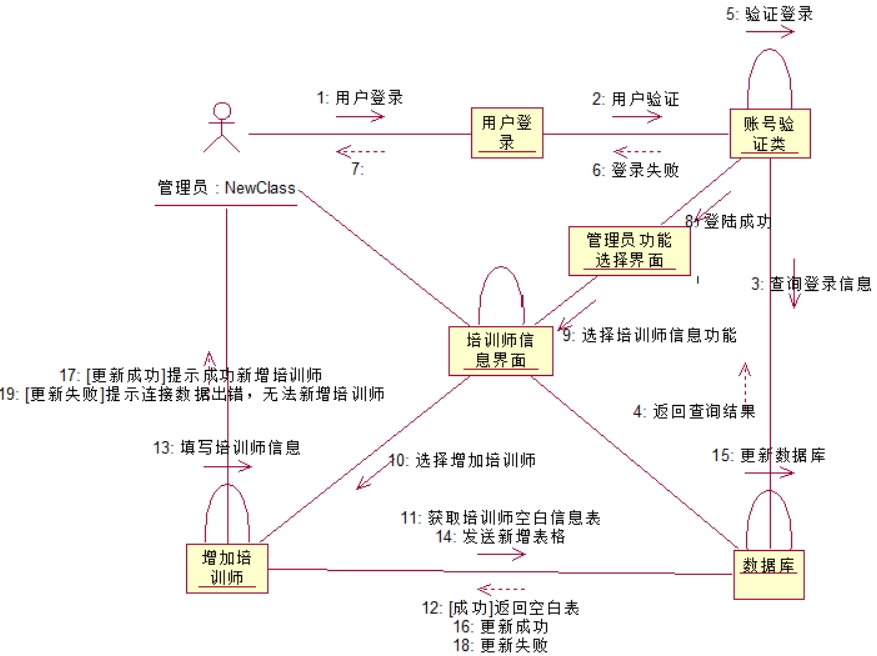 5: 验证登录
1: 用户登录
2: 用户验证
用户登
录
账号验
证类
7:
6: 登录失败
管理员 : NewClass
8: 登陆成功
管理员功能
选择界面
3: 查询登录信息
培训师信
息界面
9: 选择培训师信息功能
17: [更新成功]提示成功新增培训师
19: [更新失败]提示连接数据出错，无法新增培训师
4: 返回查询结果
13: 填写培训师信息
10: 选择增加培训师
15: 更新数据库
11: 获取培训师空白信息表
14: 发送新增表格
增加培
训师
数据库
12: [成功]返回空白表
16: 更新成功
18: 更新失败